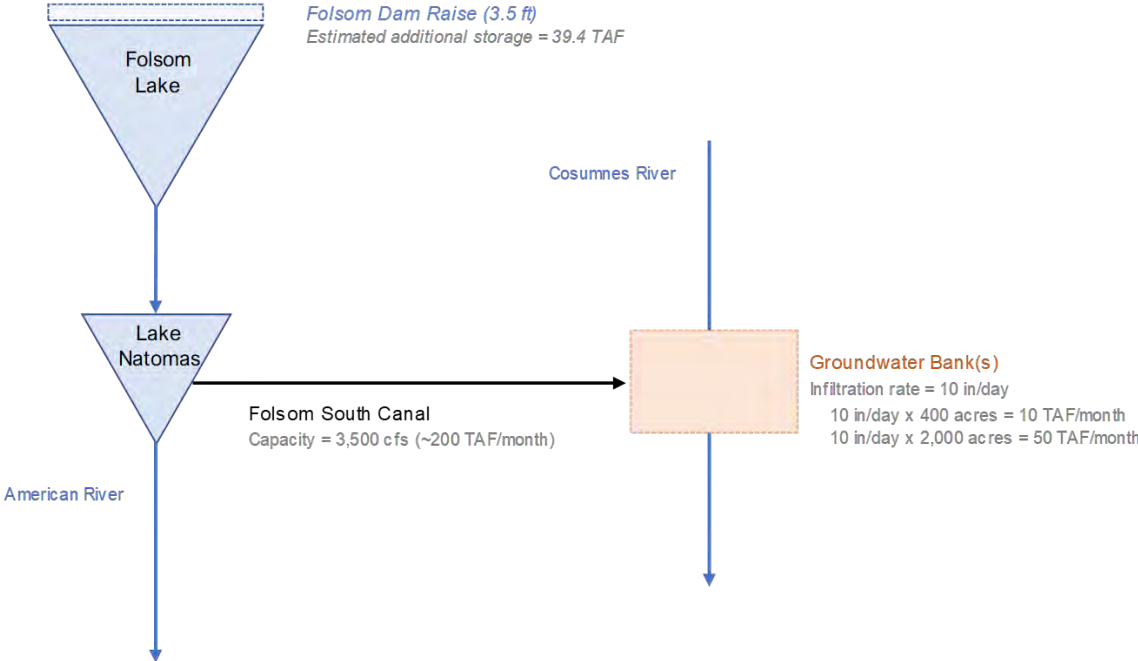 Folsom Dam Raise (3.5 ft)
Estimated additional storage = 39.4 TAF
Folsom
Lake
Cosumnes River
Lake
Natomas
Groundwater Bank(s)
Infiltration rate = 10 in/day
10 in/day x 400 acres = 10 TAF/month
10 in/day x 2,000 acres = 50 TAF/month
Folsom South Canal
Capacity = 3,500 cfs (~200 TAF/month)
American River